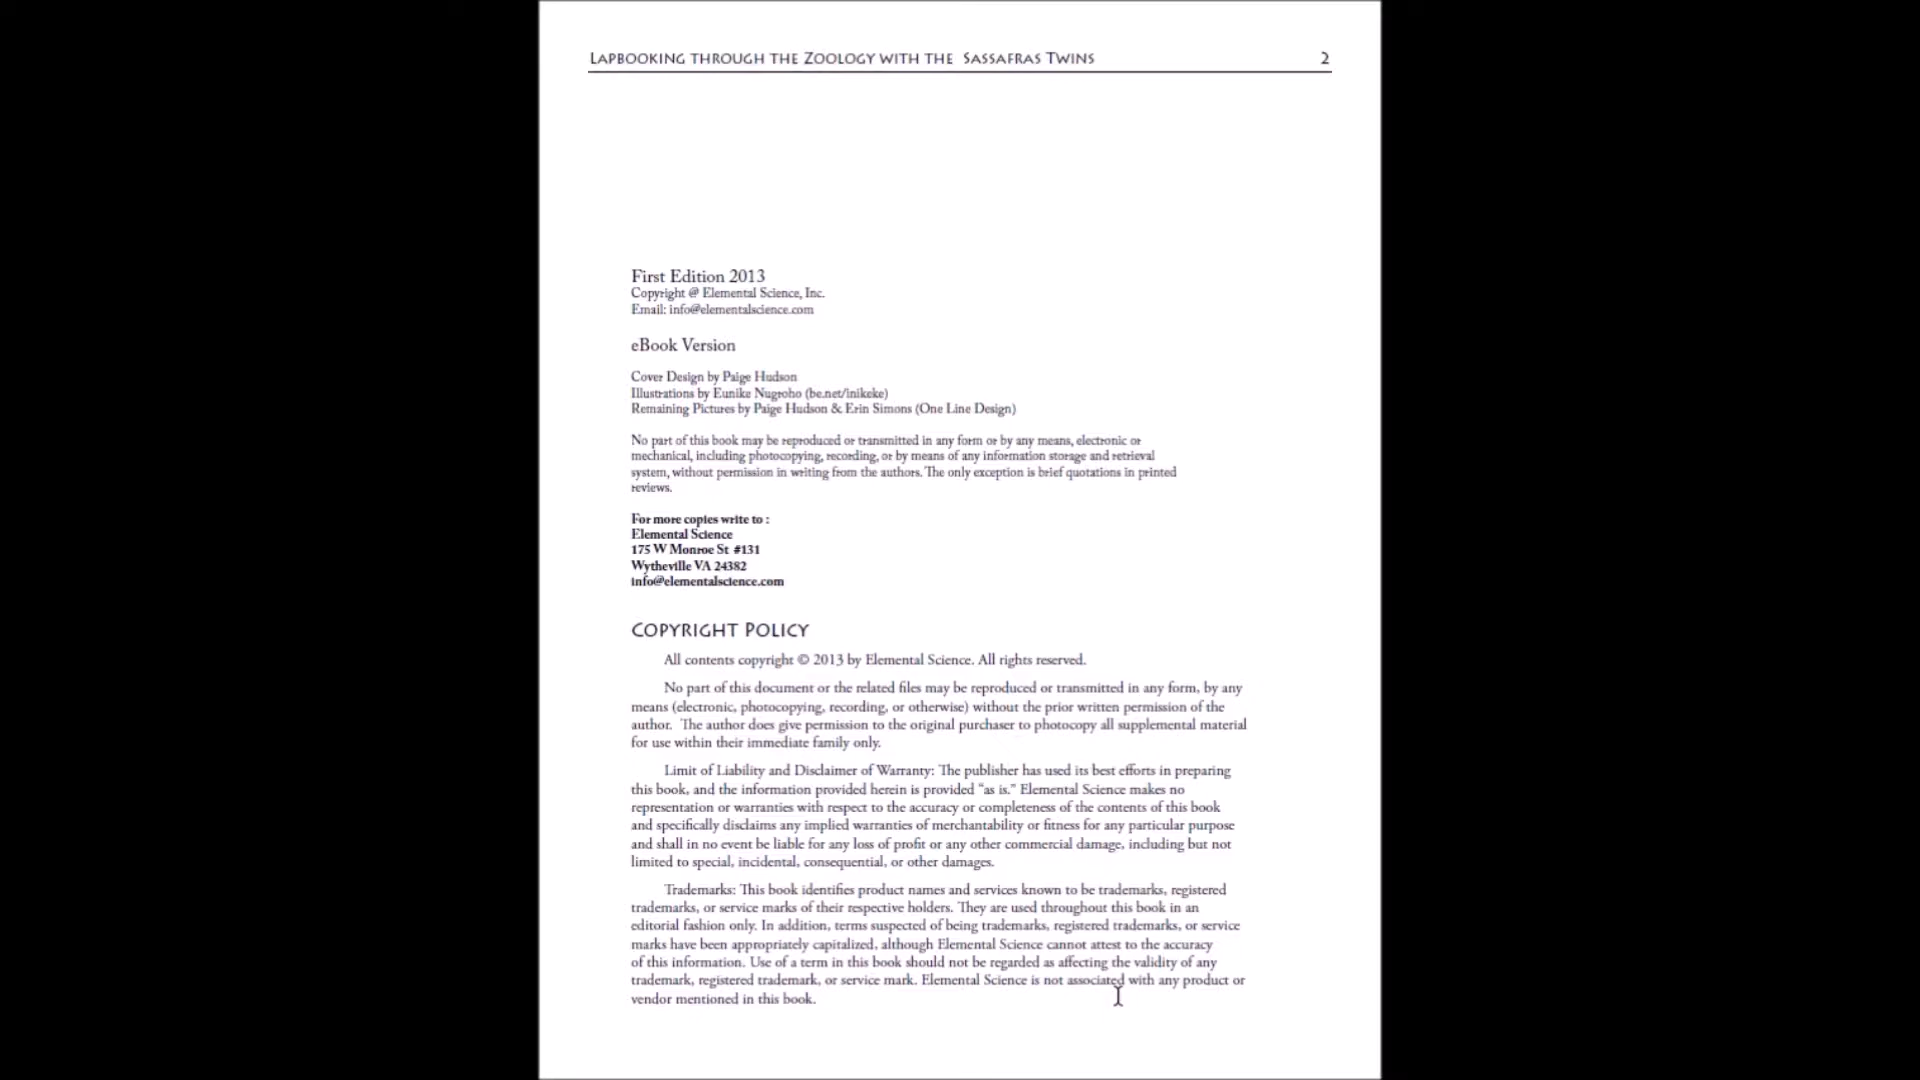 Lapbooking through the Zoology with the Sassafras Twins 2
First Edition 2013
Copyright @ Elemental Science, Inc.
Email: info@elementalscience.com
eBook Version
Cover Design by Paige Hudson
Illustrations by Eunike Nugroho (be.net/inikeke)
Remaining Pictures by Paige Hudson & Erin Simons (One Line Design)
No part of this book may be reproduced or transmitted in any form or by any means, electronic or
mechanical, including photocopying, recording, or by means of any information storage and retrieval
system, without permission in writing from the authors. The only exception is brief quotations in printed
reviews.
For more copies write to :
Elemental Science
175 W Monroe St #131
Wytheville VA 24382
info@elementalscience.com
Copyright Policy
All contents copyright © 2013 by Elemental Science. All rights reserved.
No part of this document or the related files may be reproduced or transmitted in any form, by any
means (electronic, photocopying, recording, or otherwise) without the prior written permission of the
author. The author does give permission to the original purchaser to photocopy all supplemental material
for use within their immediate family only.
Limit of Liability and Disclaimer of Warranty: The publisher has used its best efforts in preparing
this book, and the information provided herein is provided "as is." Elemental Science makes no
representation or warranties with respect to the accuracy or completeness of the contents of this book
and specifically disclaims any implied warranties of merchantability or fitness for any particular purpose
and shall in no event be liable for any loss of profit or any other commercial damage, including but not
limited to special, incidental, consequential, or other damages.
Trademarks: This book identifies product names and services known to be trademarks, registered
trademarks, or service marks of their respective holders. They are used throughout this book in an
editorial fashion only. In addition, terms suspected of being trademarks, registered trademarks, or service
marks have been appropriately capitalized, although Elemental Science cannot attest to the accuracy
of this information. Use of a term in this book should not be regarded as affecting the validity of any
trademark, registered trademark, or service mark. Elemental Science is not associated with any product or
vendor mentioned in this book.